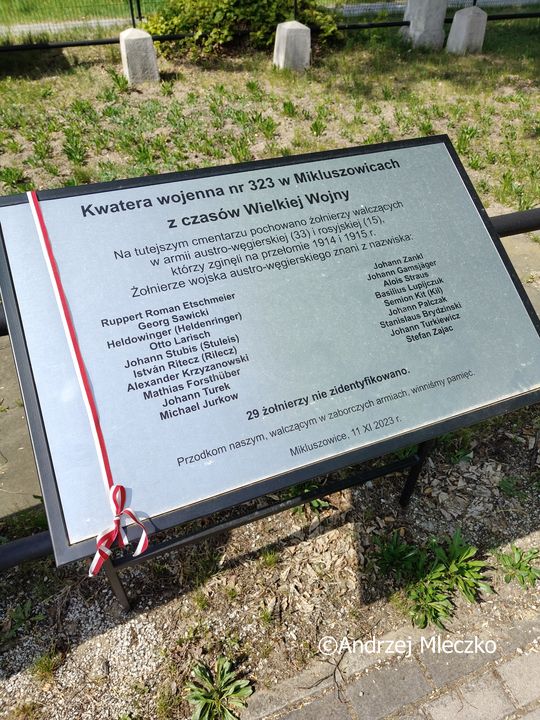 Kwatera wojenna nr 323 w Mikluszowicach
z czasów Wielkiej Wojny
Na tutejszym cmentarzu pochowano żołnierzy walczących
w armii austro-węgierskiej (33) i rosyjskiej (15),
którzy zginęli na przełomie 1914 i 1915 r.
Żołnierze wojska austro-węgierskiego znani z nazwiska:
Ruppert Roman Etschmeier
Georg Sawicki
Heldowinger (Heldenringer)
Otto Larisch
Johann Stubis (Stuleis)
István Ritecz (Rilecz)
Alexander Krzyzanowski
Mathias Forsthüber
Johann Turek
Michael Jurkow
Johann Zankl
Johann Gamsjäger
Alois Straus
Basilius Lupijczuk
Semion Kit (Kil)
Johann Palczak
Stanislaus Brydzinski
Johann Turkiewicz
Stefan Zajac
29 żołnierzy nie zidentyfikowano.
Przodkom naszym, walczącym w zaborczych armiach, winniśmy pamięć.
Mikluszowice, 11 XI 2023 r.
©Andrzej Mleczko